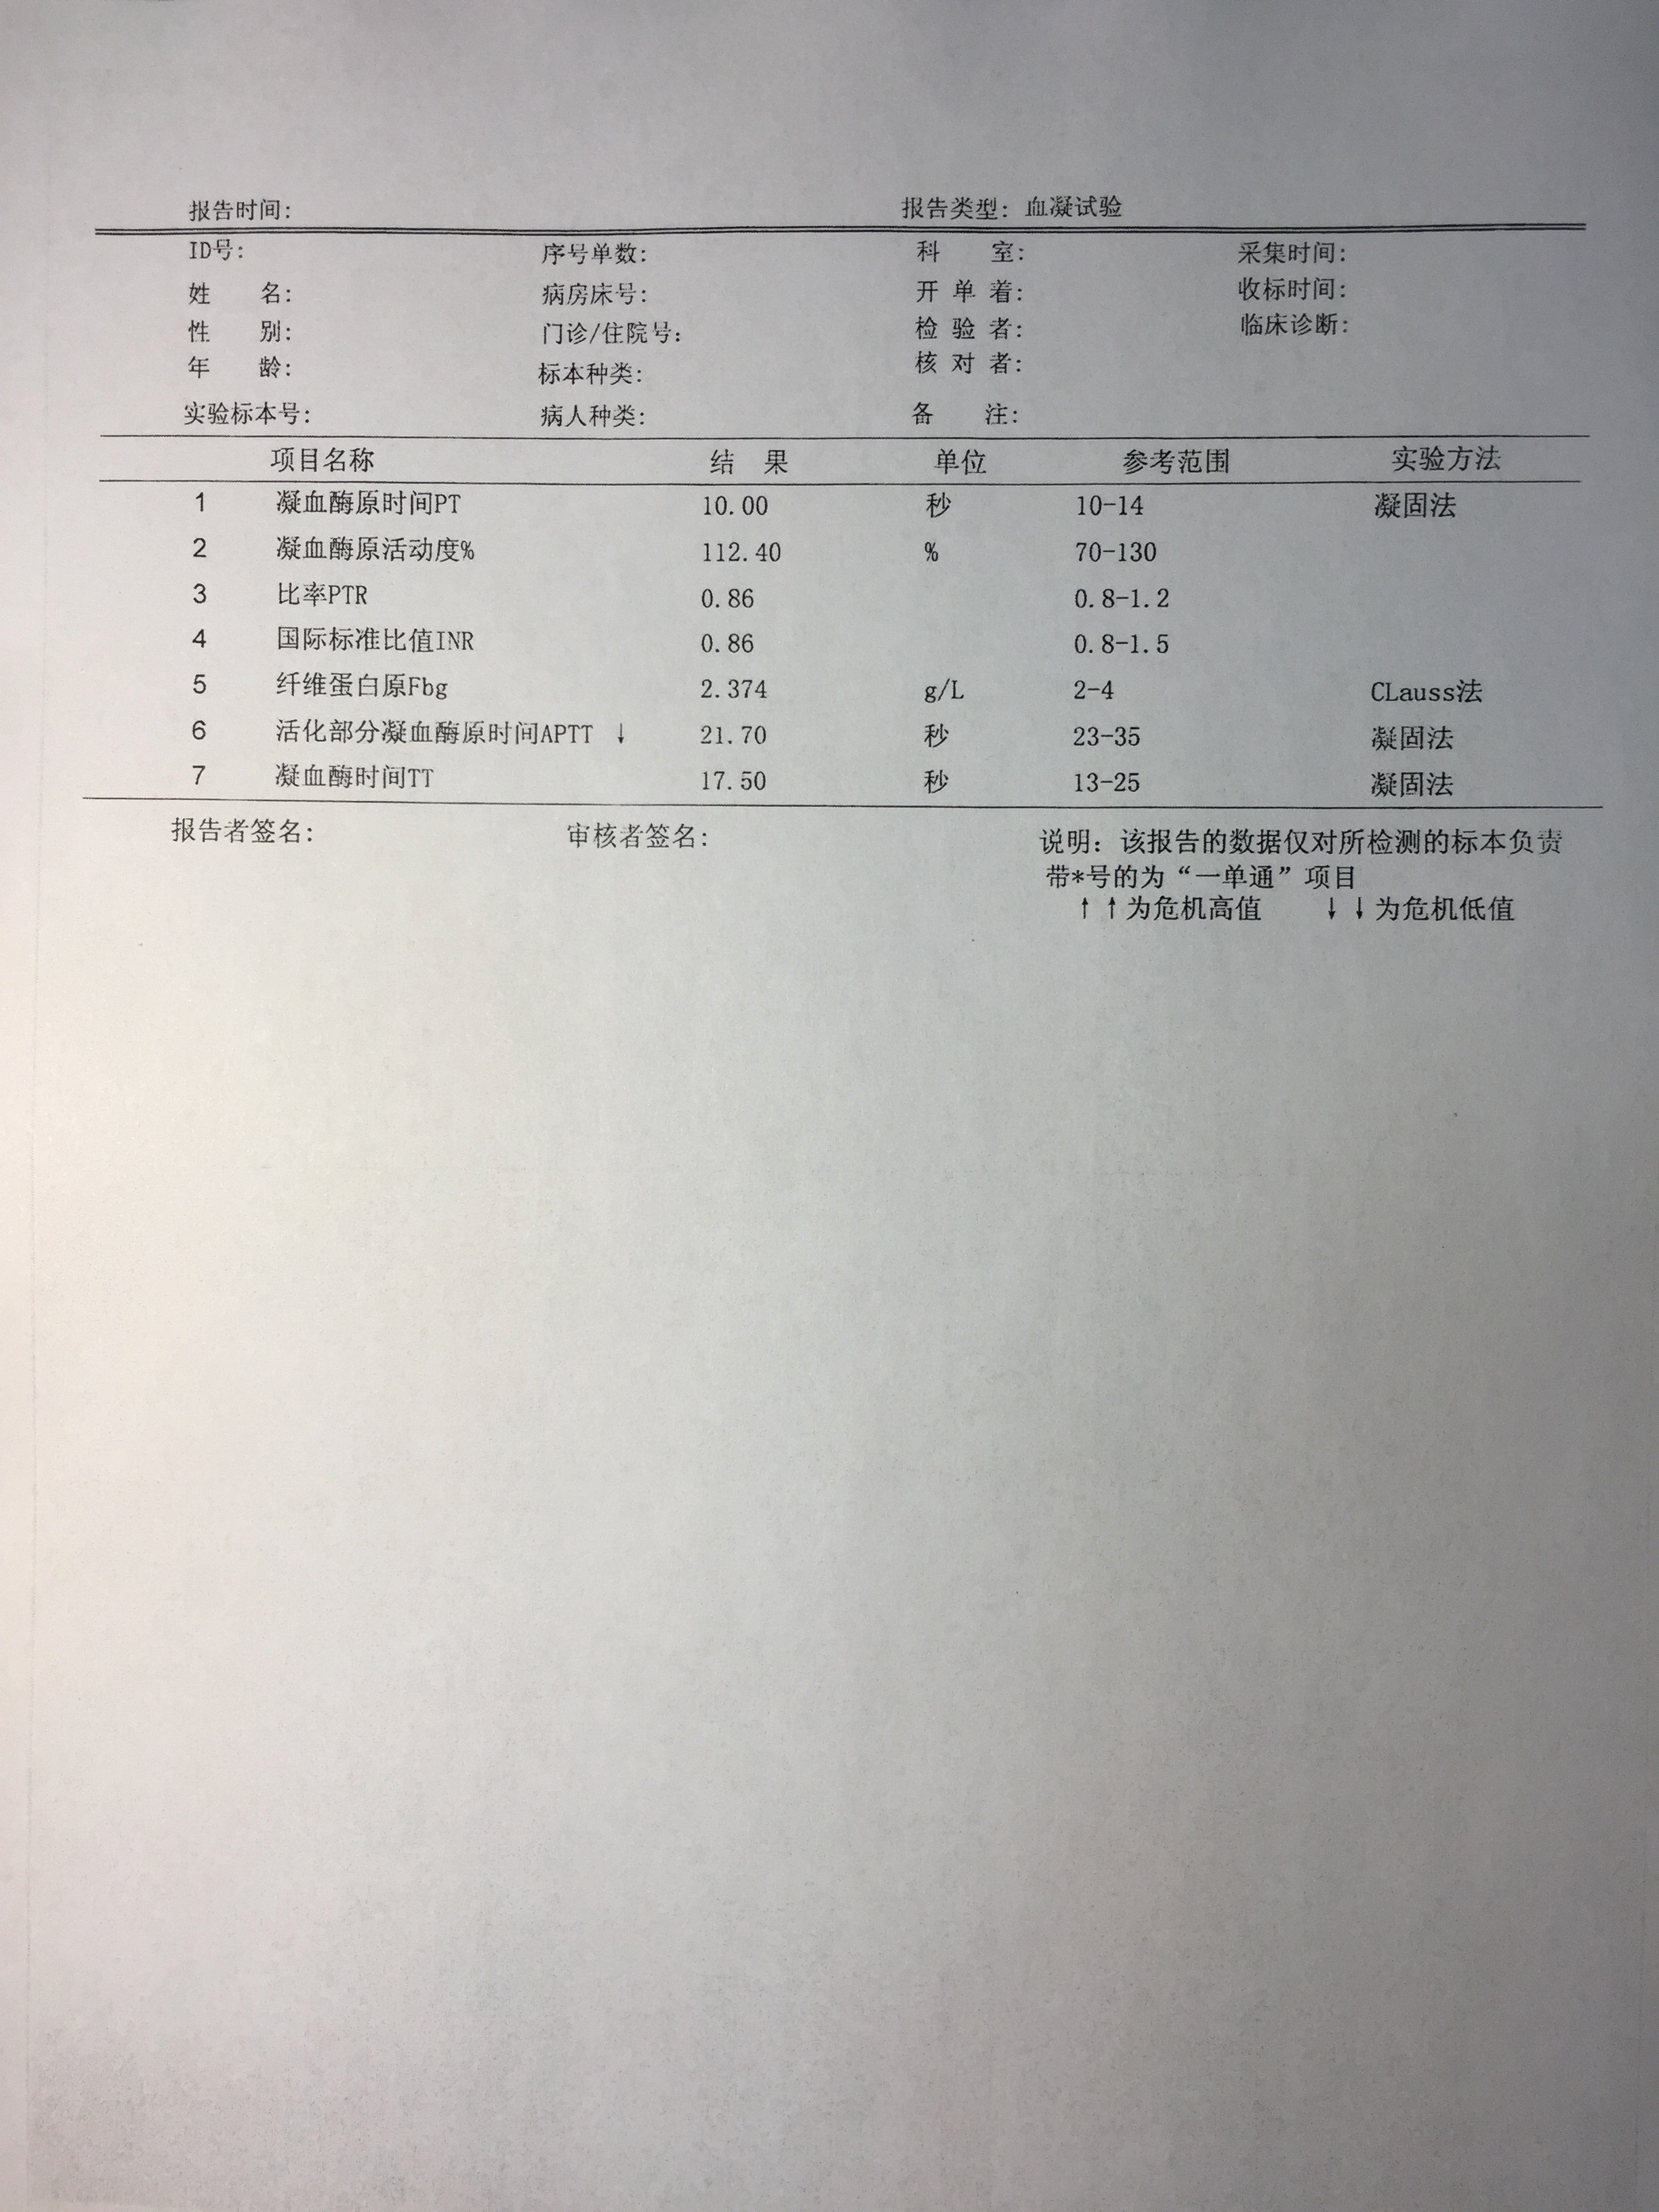 报告时间: 报告类型: 血凝试验
ID号: 序号单数: 科 室: 采集时间:
姓 名: 病房床号: 开 单 着: 收标时间:
性 别: 门诊/住院号: 检 验 者: 临床诊断:
年 龄: 标本种类: 核 对 者:
实验标本号: 病人种类: 备 注:
项目名称 结 果 单位 参考范围 实验方法
1 凝血酶原时间PT 10.00 秒 10-14 凝固法
2 凝血酶原活动度% 112.40 % 70-130
3 比率PTR 0.86 0.8-1.2
4 国际标准比值INR 0.86 0.8-1.5
5 纤维蛋白原Fbg 2.374 g/L 2-4 CLauss法
6 活化部分凝血酶原时间APTT ↓ 21.70 秒 23-35 凝固法
7 凝血酶时间TT 17.50 秒 13-25 凝固法
报告者签名: 审核者签名: 说明: 该报告的数据仅对所检测的标本负责
带*号的为“一单通”项目
↑↑为危机高值 ↓↓为危机低值